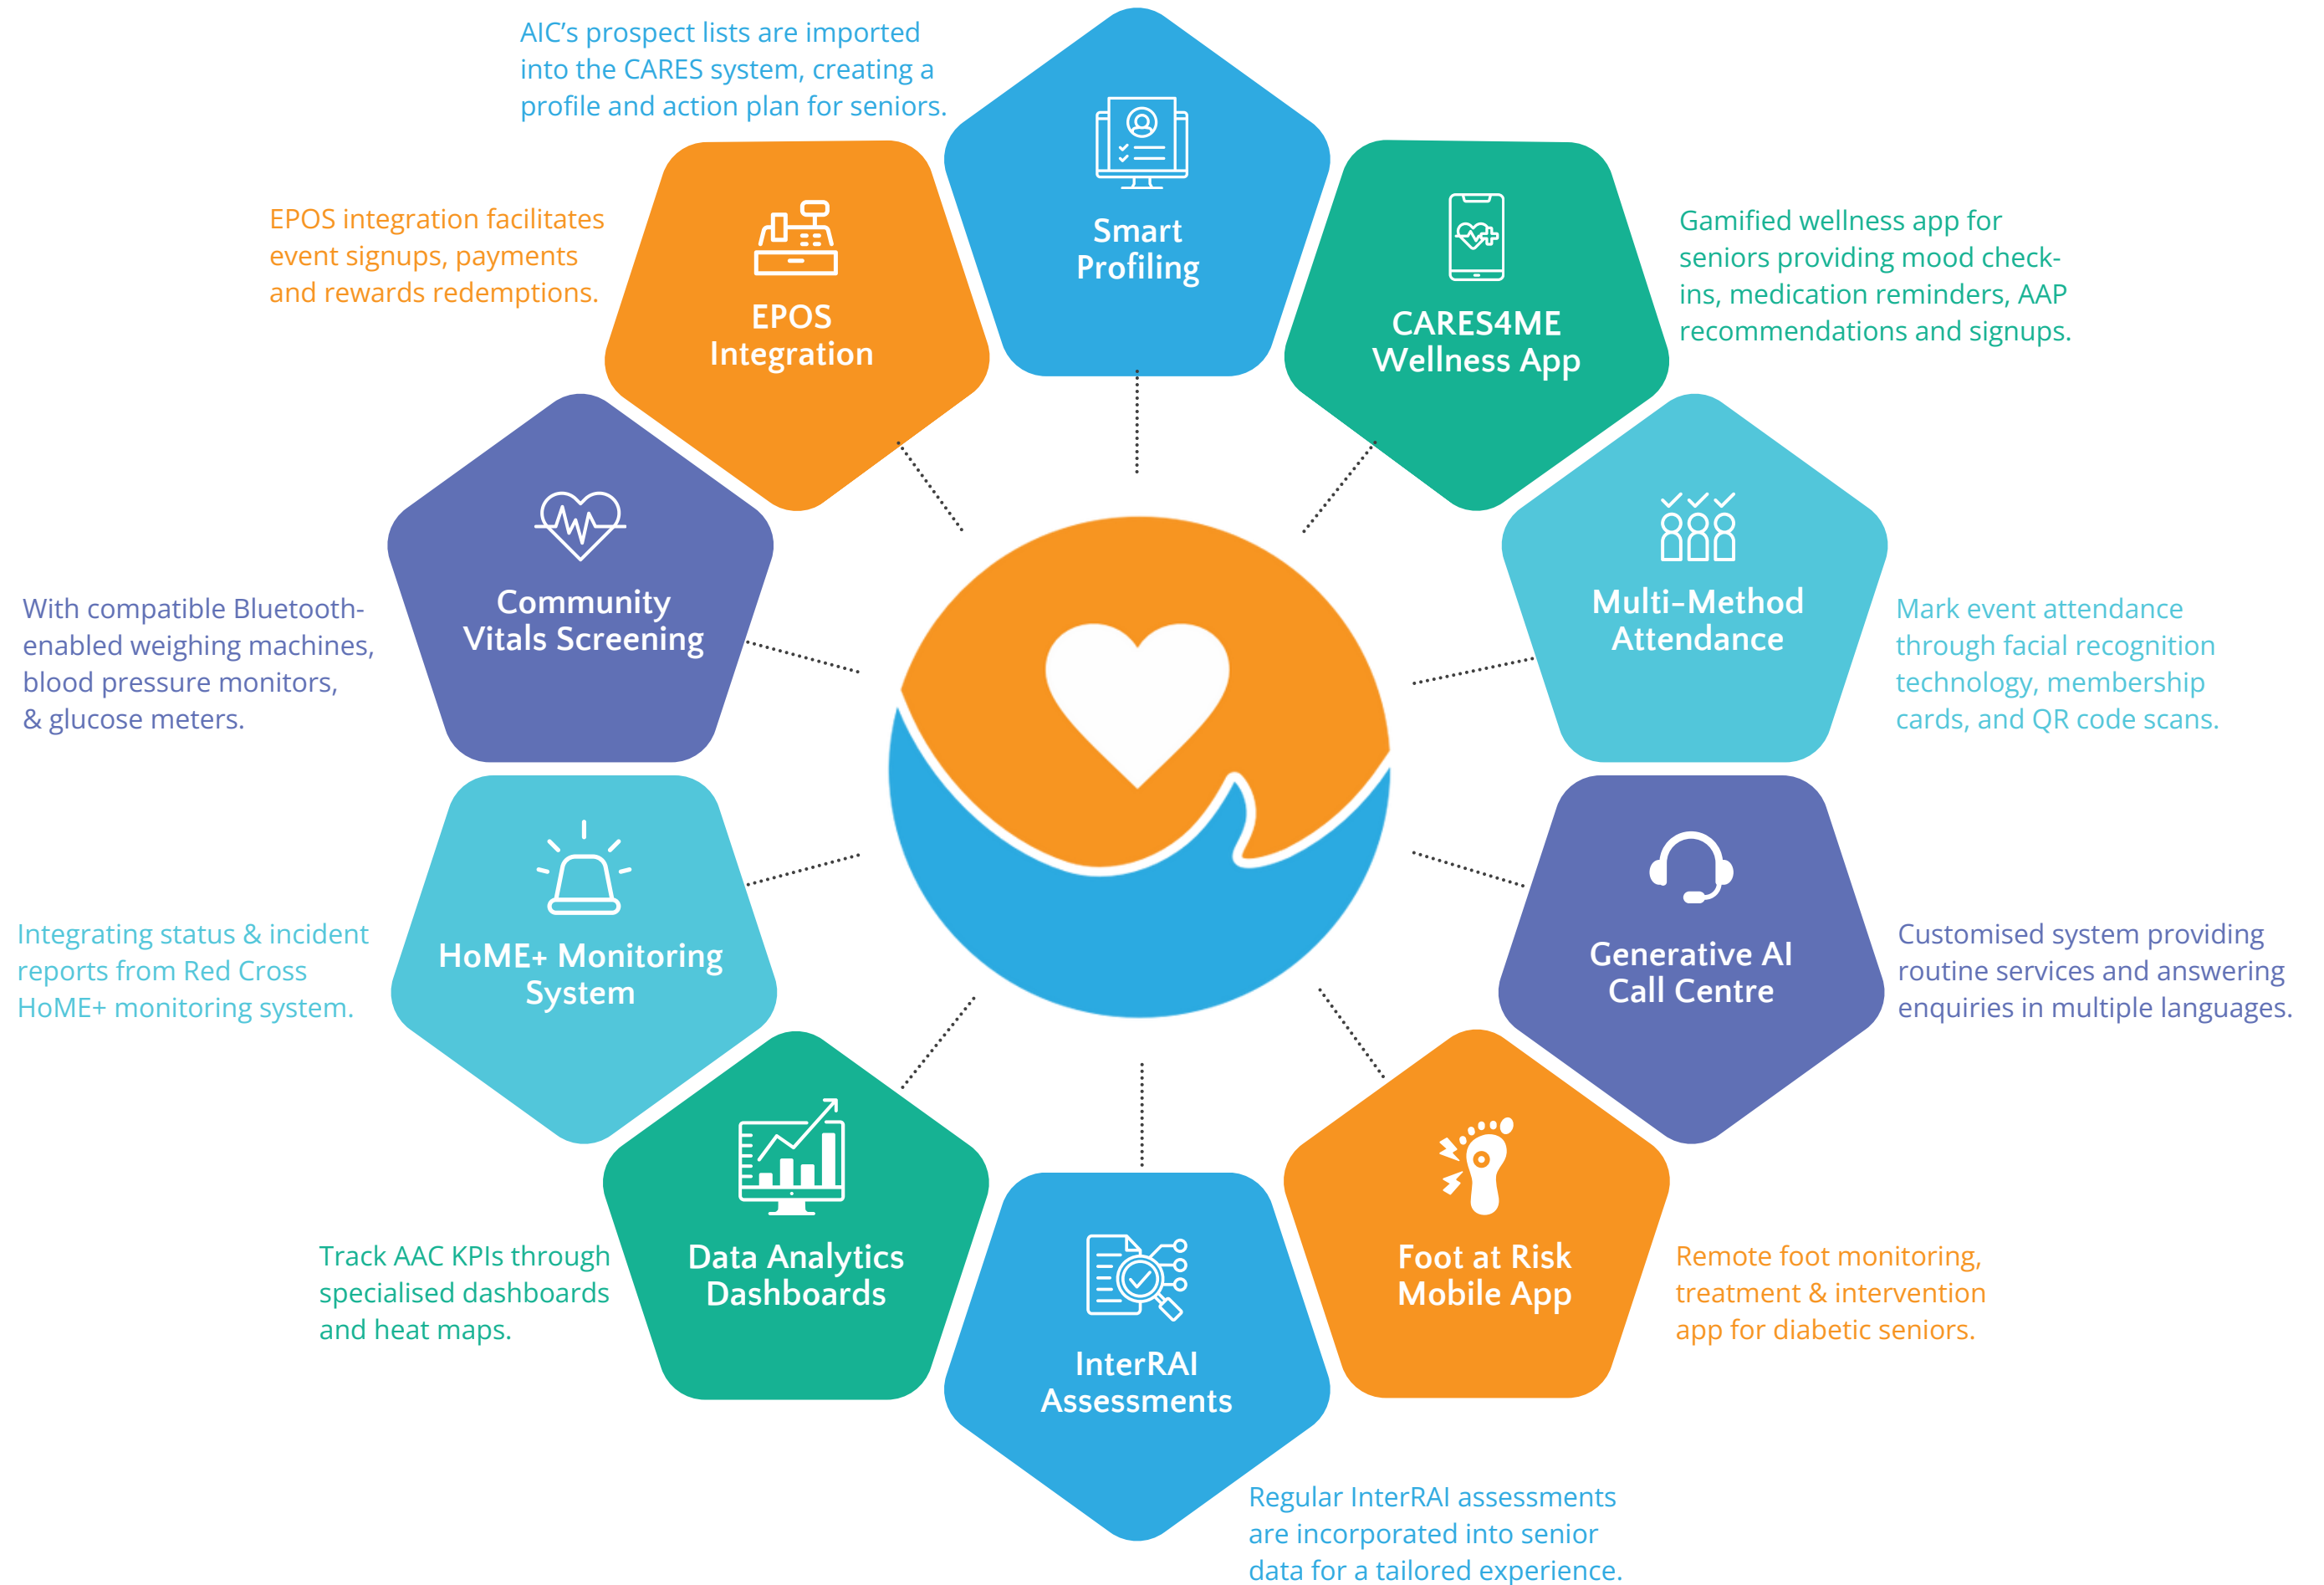 AIC’s prospect lists are imported
into the CARES system, creating a
profile and action plan for seniors.
Smart
Profiling
CARES4ME
Wellness App
Gamified wellness app for
seniors providing mood check-
ins, medication reminders, AAP
recommendations and signups.
Multi-Method
Attendance
Mark event attendance
through facial recognition
technology, membership
cards, and QR code scans.
Generative AI
Call Centre
Customised system providing
routine services and answering
enquiries in multiple languages.
Foot at Risk
Mobile App
Remote foot monitoring,
treatment & intervention
app for diabetic seniors.
InterRAI
Assessments
Regular InterRAI assessments
are incorporated into senior
data for a tailored experience.
Data Analytics
Dashboards
Track AAC KPIs through
specialised dashboards
and heat maps.
HoME+ Monitoring
System
Integrating status & incident
reports from Red Cross
HoME+ monitoring system.
Community
Vitals Screening
With compatible Bluetooth-
enabled weighing machines,
blood pressure monitors,
& glucose meters.
EPOS
Integration
EPOS integration facilitates
event signups, payments
and rewards redemptions.